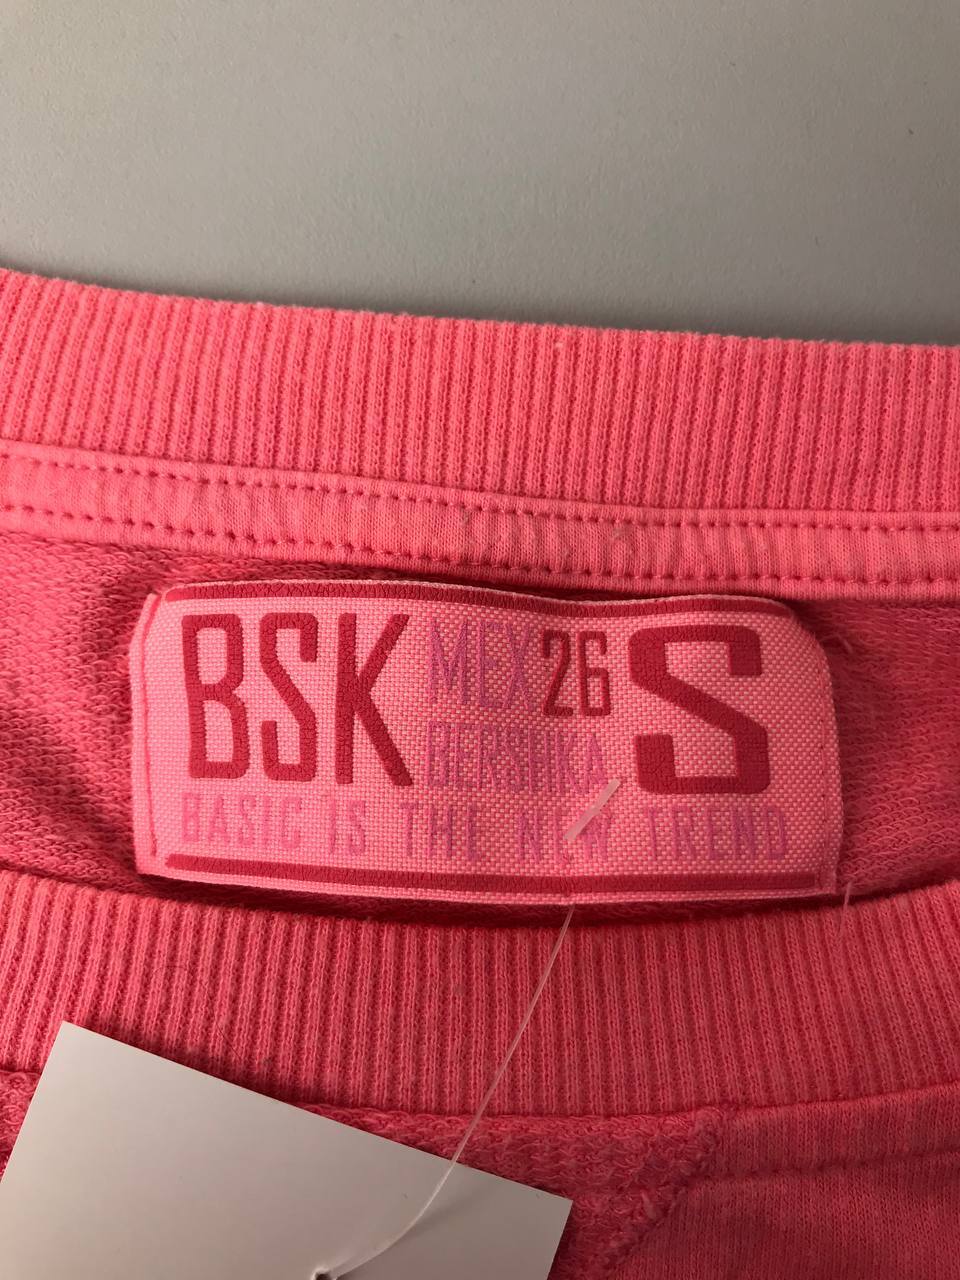 BSK MEX 26 S
BERSHKA
BASIC IS THE NEW TREND